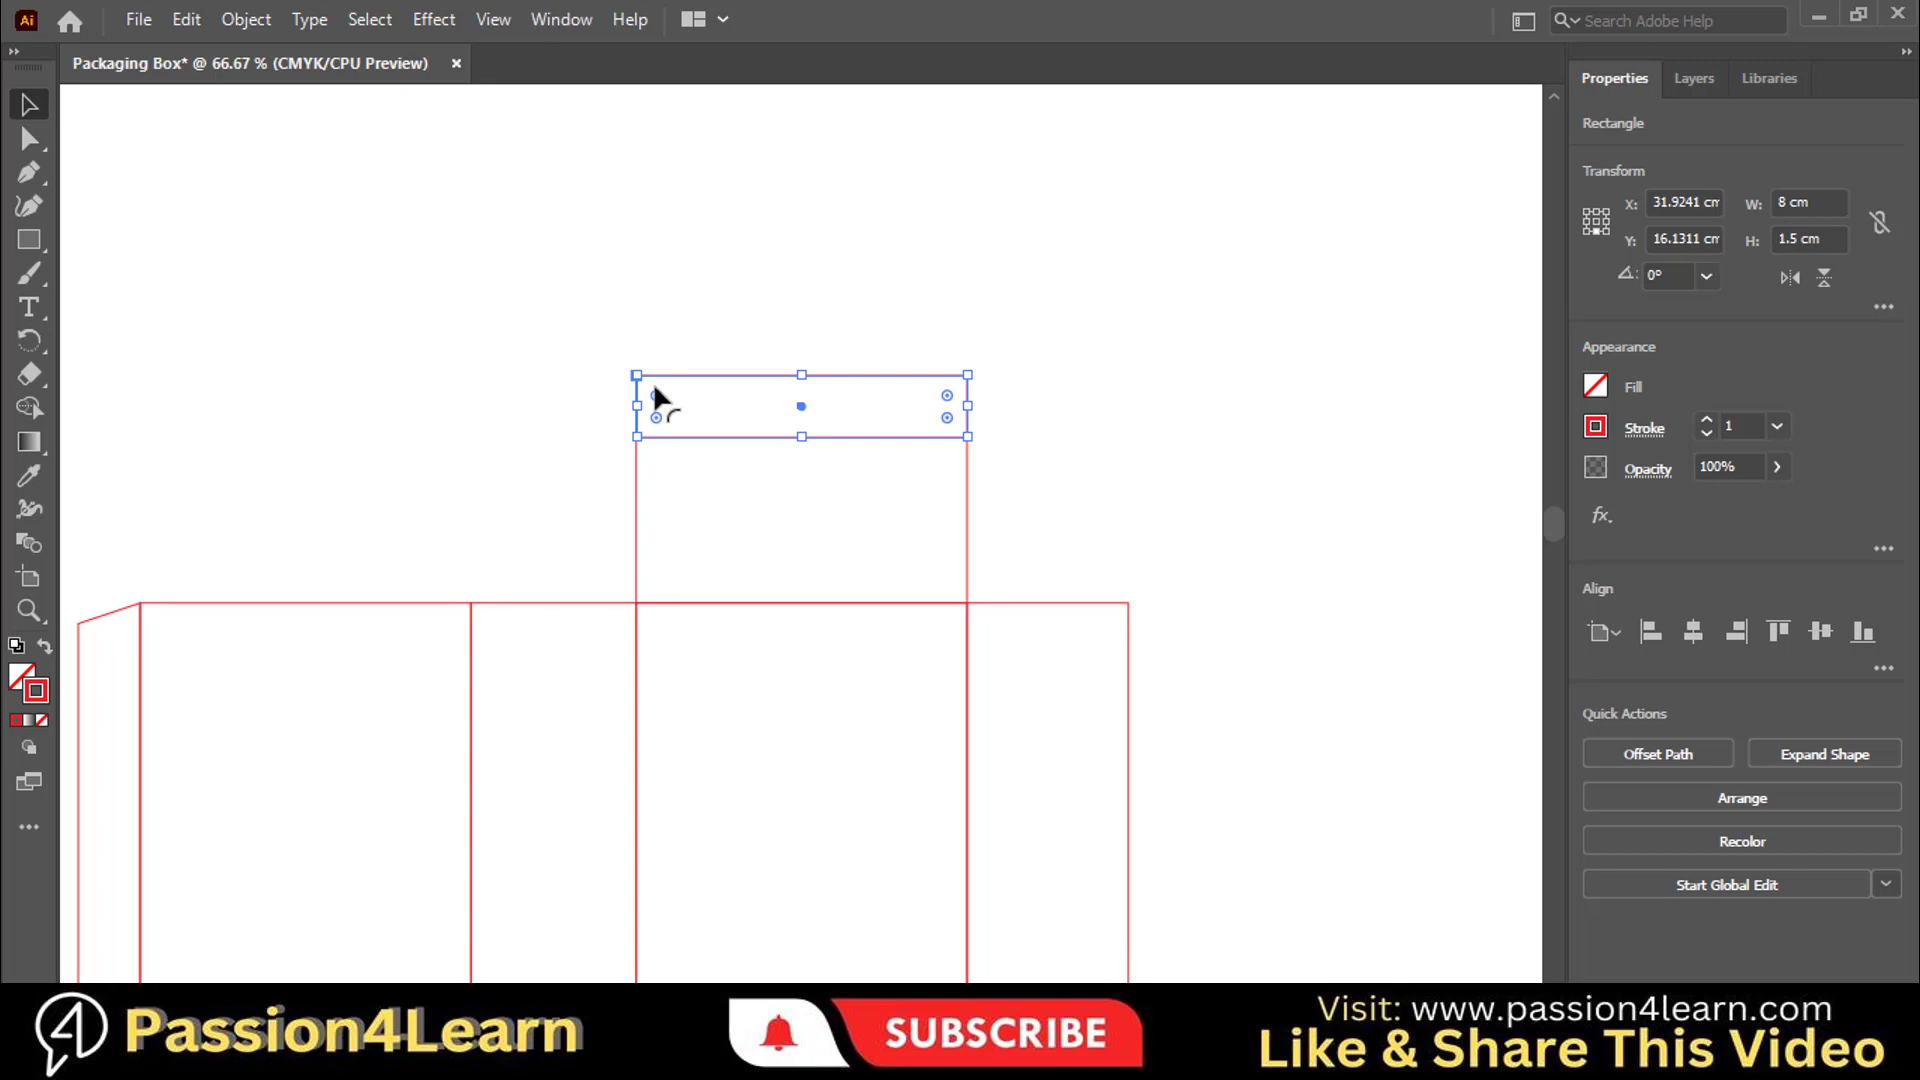 Ai File Edit Object Type Select Effect View Window Help Search Adobe Help
Packaging Box* @ 66.67 % (CMYK/CPU Preview) ×
Properties Layers Libraries
Rectangle
Transform
X: 31.9241 cm W: 8 cm
Y: 16.1311 cm H: 1.5 cm
0°
Appearance
Fill
Stroke 1
Opacity 100%
fx.
Align
Quick Actions
Offset Path Expand Shape
Arrange
Recolor
Start Global Edit
Passion4Learn
SUBSCRIBE
Visit: www.passion4learn.com
Like & Share This Video